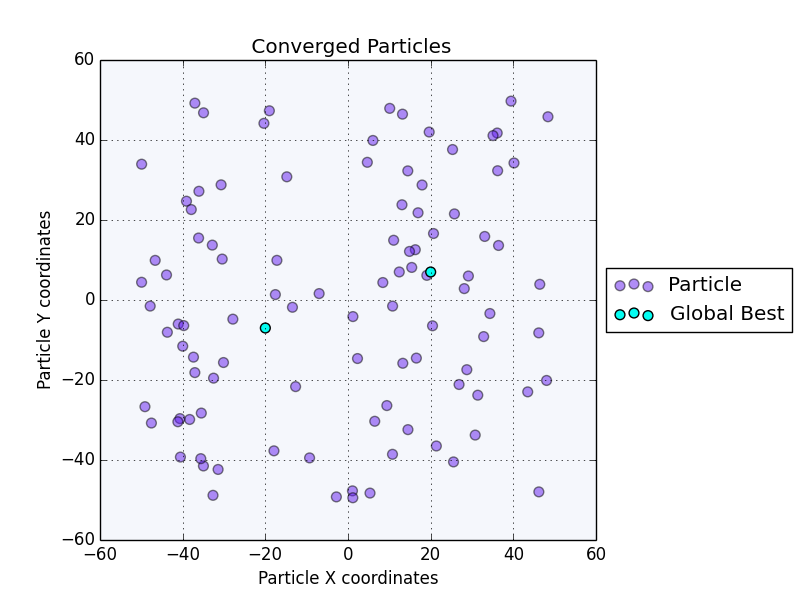 Converged Particles
60
40
20
0
−20
−40
−60
−60 −40 −20 0 20 40 60
Particle Y coordinates
Particle X coordinates
Particle
Global Best